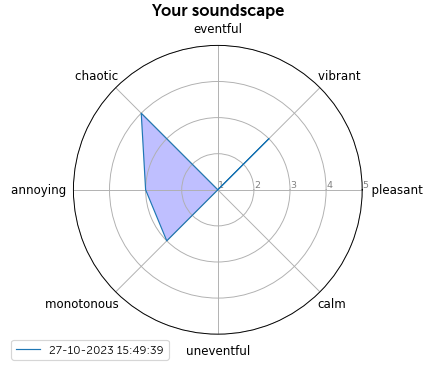 Your soundscape
eventful
chaotic
vibrant
annoying
1
2
3
4
5
pleasant
monotonous
calm
27-10-2023 15:49:39
uneventful